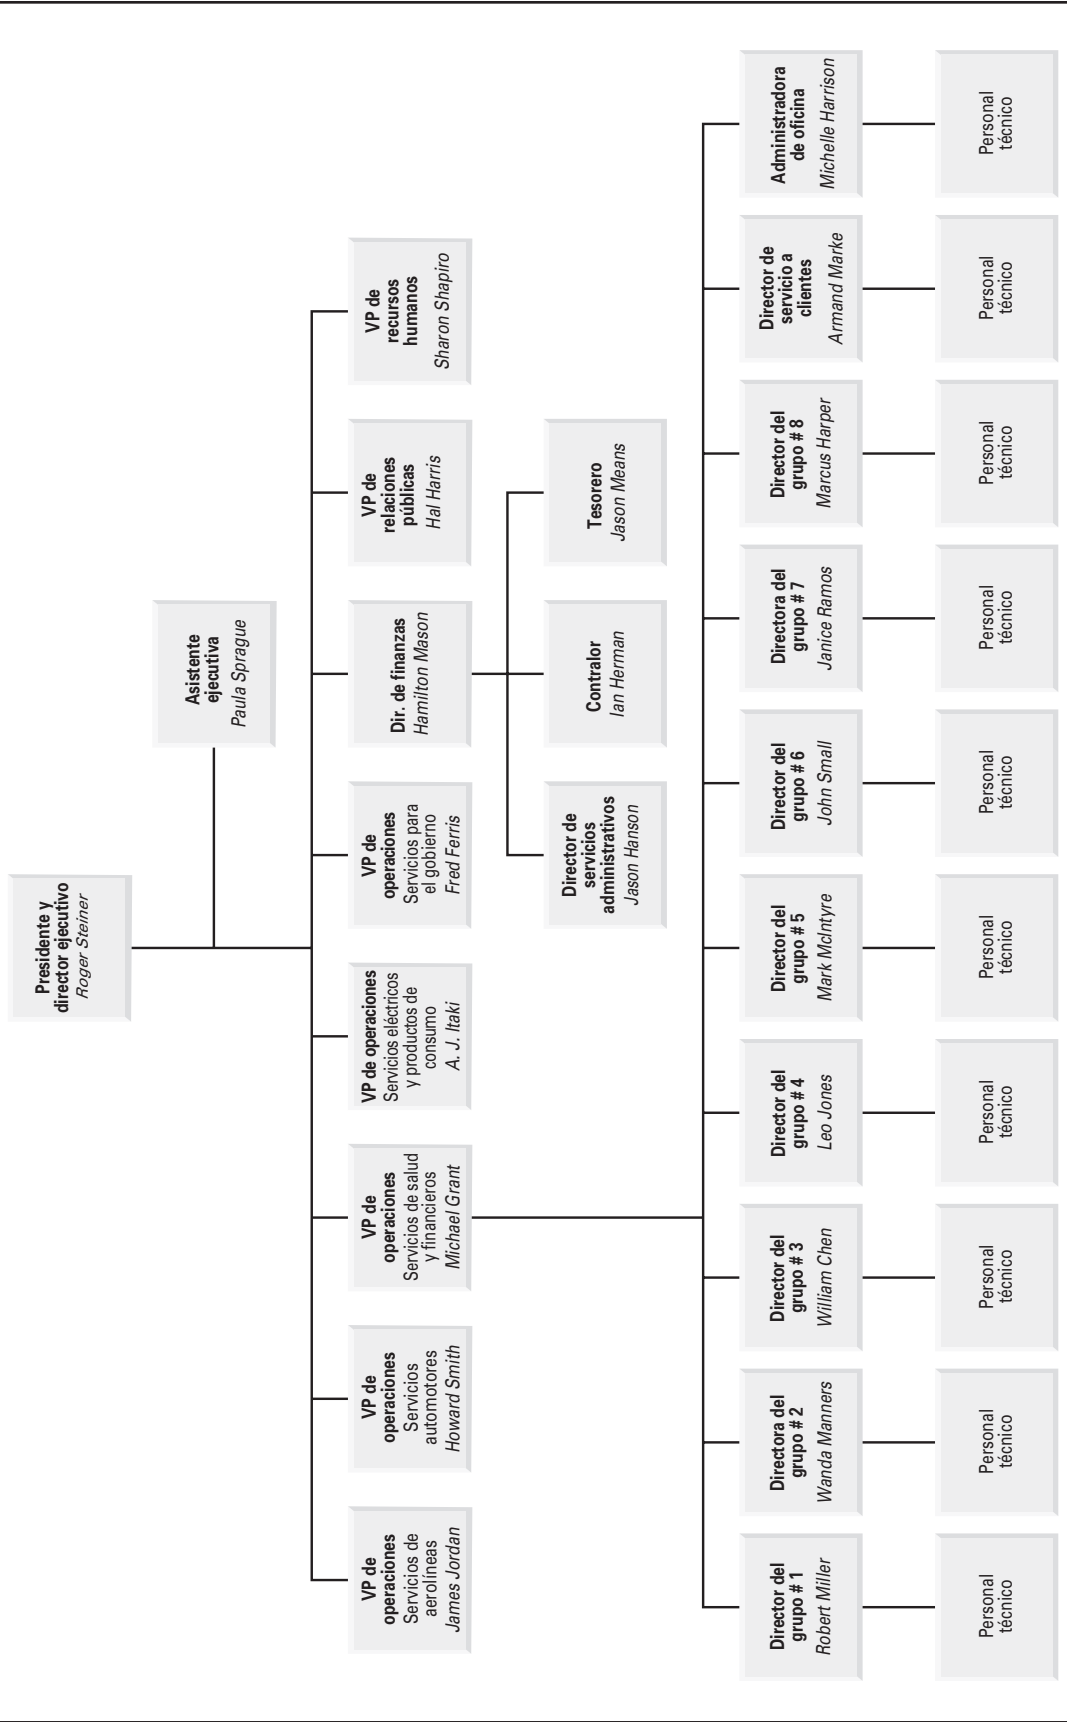 Presidente y
director ejecutivo
Roger Steiner
Asistente
ejecutiva
Paula Sprague
VP de
operaciones
Servicios de
aerolíneas
James Jordan
VP de
operaciones
Servicios
automotores
Howard Smith
VP de
operaciones
Servicios de salud
y financieros
Michael Grant
VP de operaciones
Servicios eléctricos
y productos de
consumo
A. J. Itaki
VP de
operaciones
Servicios para
el gobierno
Fred Ferris
Dir. de finanzas
Hamilton Mason
VP de
relaciones
públicas
Hal Harris
VP de
recursos
humanos
Sharon Shapiro
Director de
servicios
administrativos
Jason Hanson
Contralor
Ian Herman
Tesorero
Jason Means
Director del
grupo # 1
Robert Miller
Directora del
grupo # 2
Wanda Manners
Director del
grupo # 3
William Chen
Director del
grupo # 4
Leo Jones
Director del
grupo # 5
Mark McIntyre
Director del
grupo # 6
John Small
Directora del
grupo # 7
Janice Ramos
Director del
grupo # 8
Marcus Harper
Director de
servicio a
clientes
Armand Marke
Administradora
de oficina
Michelle Harrison
Personal
técnico
Personal
técnico
Personal
técnico
Personal
técnico
Personal
técnico
Personal
técnico
Personal
técnico
Personal
técnico
Personal
técnico
Personal
técnico